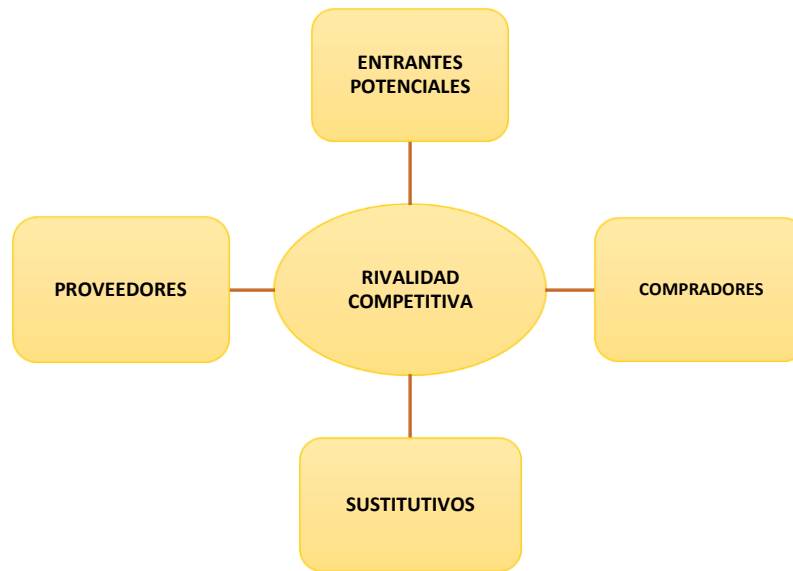 ENTRANTES
POTENCIALES
PROVEEDORES
RIVALIDAD
COMPETITIVA
COMPRADORES
SUSTITUTIVOS